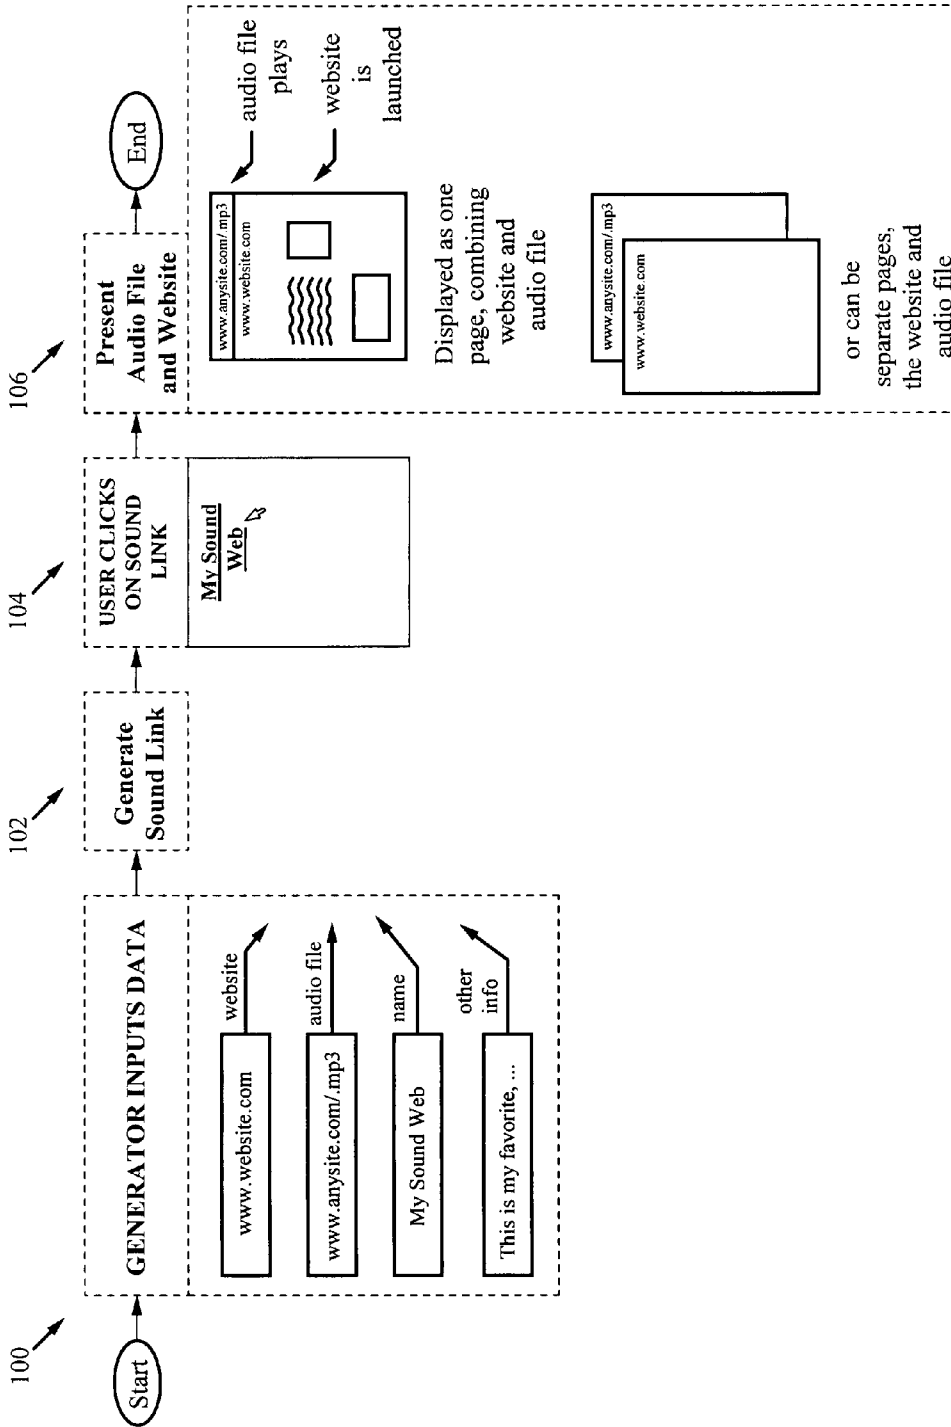 100
102
104
106
Start
GENERATOR INPUTS DATA
www.website.com
website
www.anysite.com/.mp3
audio file
My Sound Web
name
This is my favorite, ...
other
info
Generate
Sound Link
USER CLICKS
ON SOUND
LINK
My Sound
Web
Present
Audio File
and Website
End
www.anysite.com/.mp3
www.website.com
audio file
plays
website
is
launched
Displayed as one
page, combining
website and
audio file
www.anysite.com/.mp3
www.website.com
or can be
separate pages,
the website and
audio file